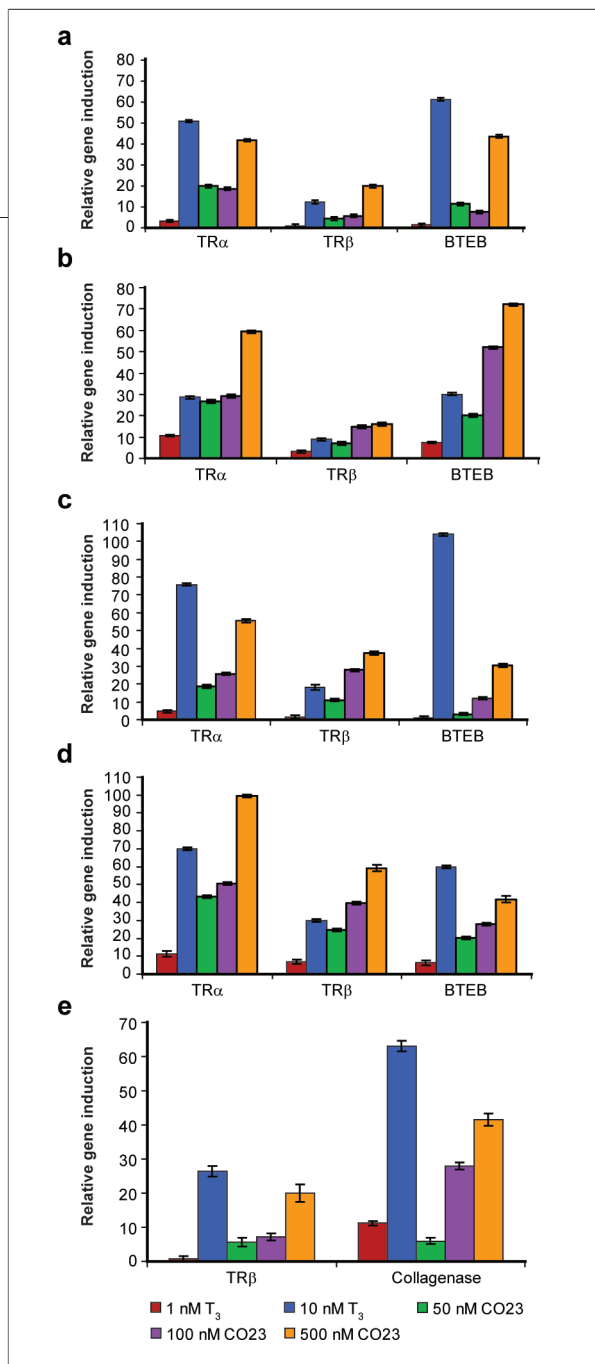 a
Relative gene induction
80
70
60
50
40
30
20
10
0
TRα TRβ BTEB
b
Relative gene induction
80
70
60
50
40
30
20
10
0
TRα TRβ BTEB
c
Relative gene induction
110
100
90
80
70
60
50
40
30
20
10
0
TRα TRβ BTEB
d
Relative gene induction
110
100
90
80
70
60
50
40
30
20
10
0
TRα TRβ BTEB
e
Relative gene induction
70
60
50
40
30
20
10
0
TRβ Collagenase
1 nM T3 10 nM T3 50 nM CO23
100 nM CO23 500 nM CO23